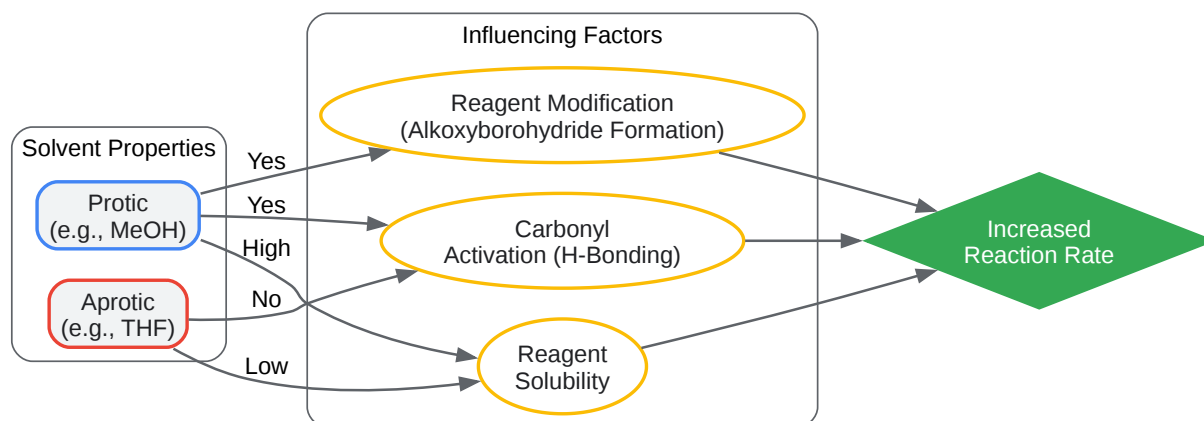 Influencing Factors
Reagent Modification
(Alkoxyborohydride Formation)
Solvent Properties
Yes
Protic
(e.g., MeOH)
Yes
High
Carbonyl
Activation (H-Bonding)
Increased
Reaction Rate
Aprotic
(e.g., THF)
No
Low
Reagent
Solubility